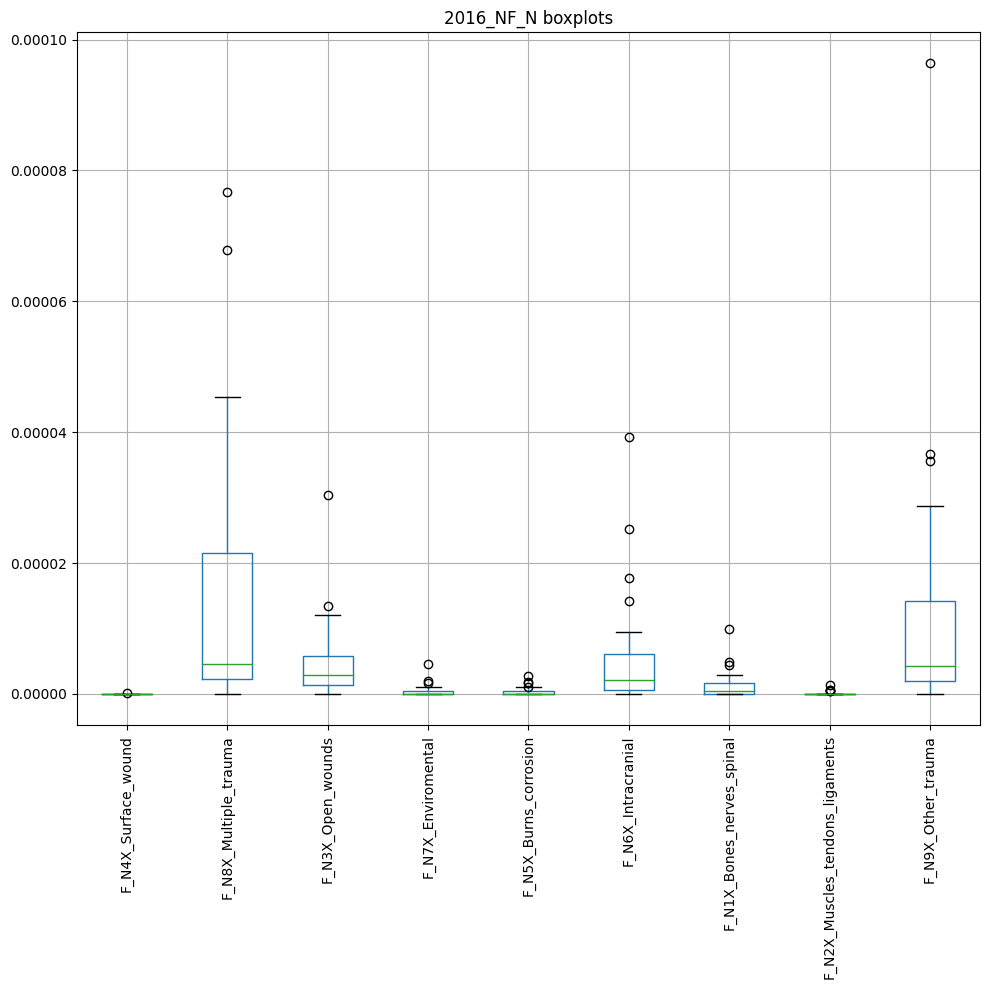 2016_NF_N boxplots
0.00010
0.00008
0.00006
0.00004
0.00002
0.00000
F_N4X_Surface_wound
F_N8X_Multiple_trauma
F_N3X_Open_wounds
F_N7X_Enviromental
F_N5X_Burns_corrosion
F_N6X_Intracranial
F_N1X_Bones_nerves_spinal
F_N2X_Muscles_tendons_ligaments
F_N9X_Other_trauma